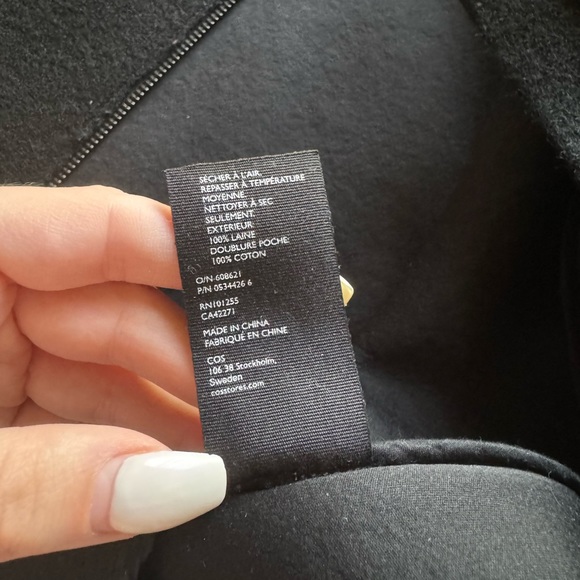 SÉCHER À L'AIR.
REPASSER À TEMPÉRATURE
MOYENNE.
NETTOYER À SEC
SEULEMENT.
EXTERIEUR:
100% LAINE
DOUBLURE POCHE:
100% COTON
O/N 608621
P/N 0534426 6
RN101255
CA42271
MADE IN CHINA
FABRIQUÉ EN CHINE
COS
106 38 Stockholm,
Sweden
cosstores.com